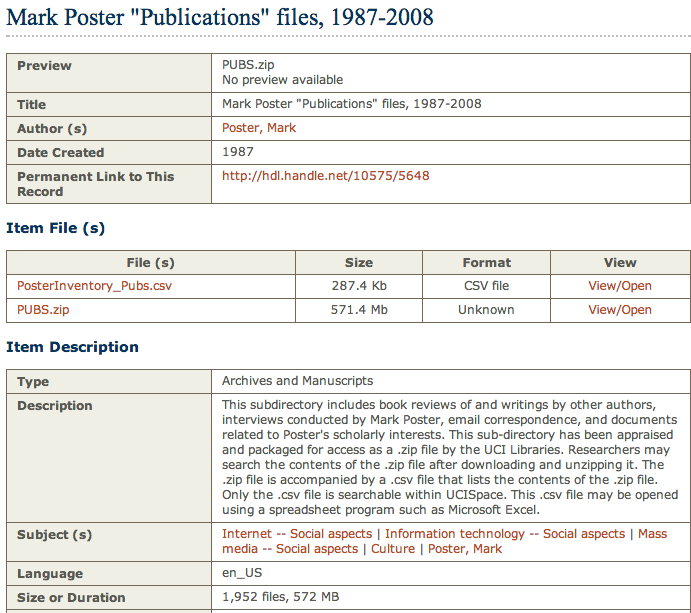 Mark Poster "Publications" files, 1987-2008
Preview PUBS.zip
No preview available
Title Mark Poster "Publications" files, 1987-2008
Author (s) Poster, Mark
Date Created 1987
Permanent Link to This Record http://hdl.handle.net/10575/5648
Item File (s)
File (s) Size Format View
PosterInventory_Pubs.csv 287.4 Kb CSV file View/Open
PUBS.zip 571.4 Mb Unknown View/Open
Item Description
Type Archives and Manuscripts
Description This subdirectory includes book reviews of and writings by other authors,
interviews conducted by Mark Poster, email correspondence, and documents
related to Poster's scholarly interests. This sub-directory has been appraised
and packaged for access as a .zip file by the UCI Libraries. Researchers may
search the contents of the .zip file after downloading and unzipping it. The
.zip file is accompanied by a .csv file that lists the contents of the .zip file.
Only the .csv file is searchable within UCISpace. This .csv file may be opened
using a spreadsheet program such as Microsoft Excel.
Subject (s) Internet -- Social aspects | Information technology -- Social aspects | Mass
media -- Social aspects | Culture | Poster, Mark
Language en_US
Size or Duration 1,952 files, 572 MB